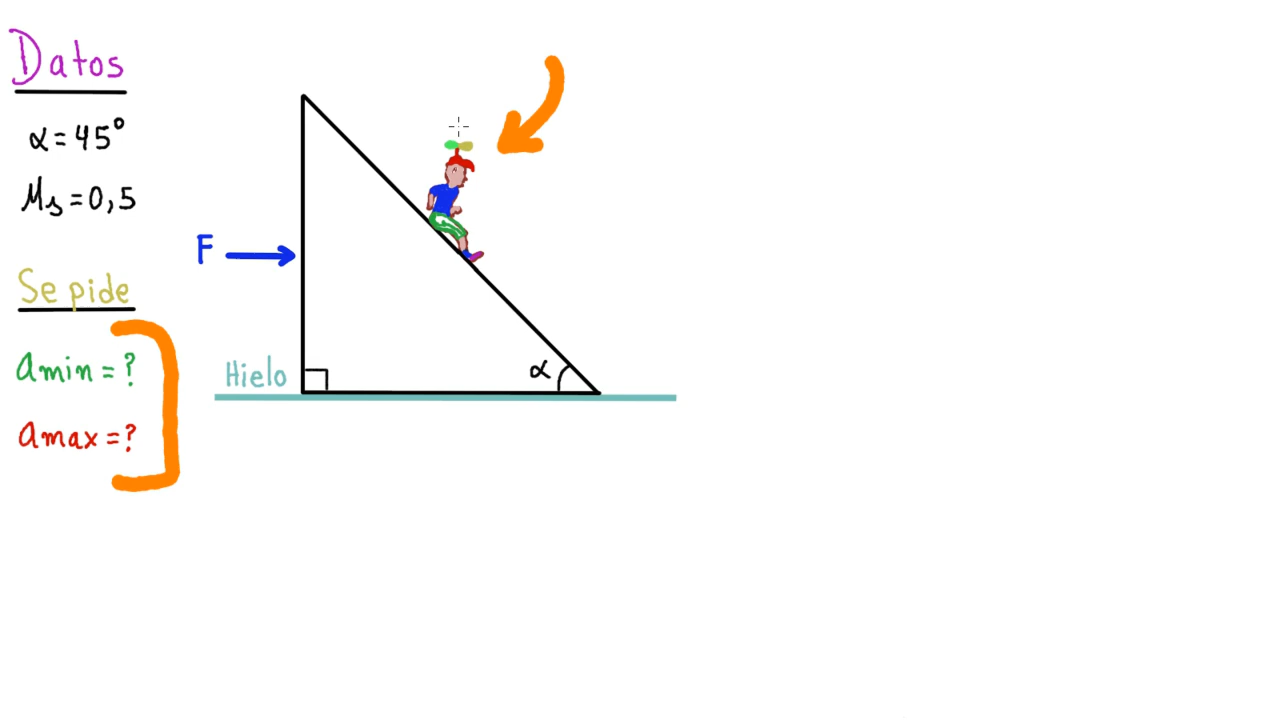 Datos
α = 45°
μs = 0,5
F
Se pide
Hielo
α
amin = ?
amax = ?